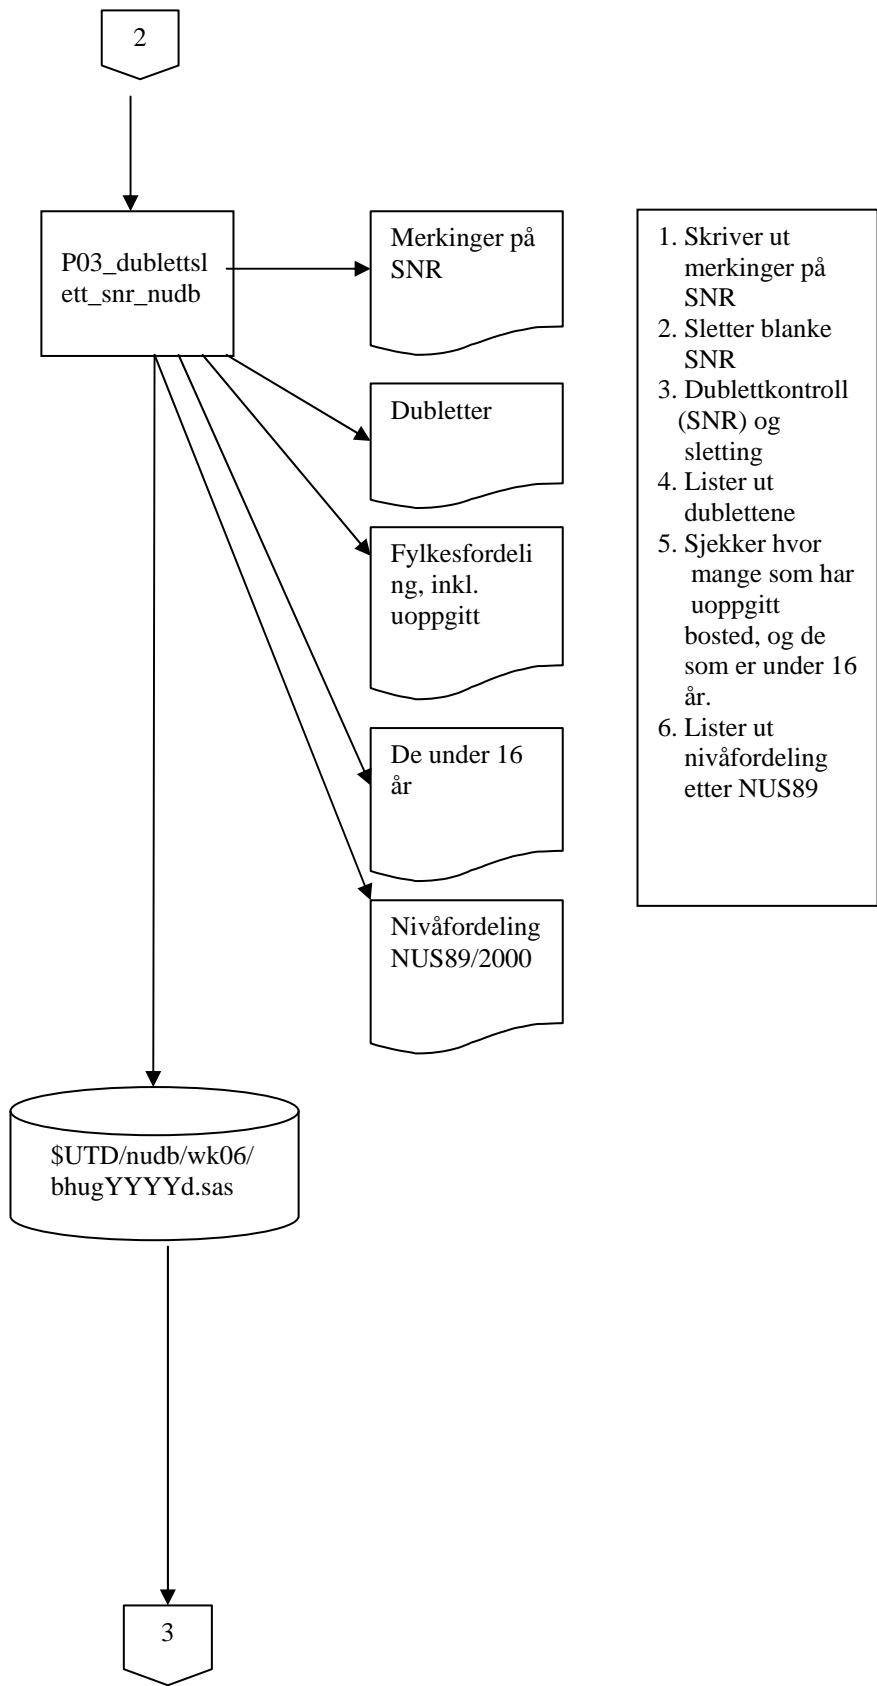 2
P03_dublettsl
ett_snr_nudb
Merkinger på
SNR
Dubletter
Fylkesfordeli
ng, inkl.
uoppgitt
De under 16
år
Nivåfordeling
NUS89/2000
1. Skriver ut
merkinger på
SNR
2. Sletter blanke
SNR
3. Dublettkontroll
(SNR) og
sletting
4. Lister ut
dublettene
5. Sjekker hvor
mange som har
uoppgitt
bosted, og de
som er under 16
år.
6. Lister ut
nivåfordeling
etter NUS89
$UTD/nudb/wk06/
bhugYYYYd.sas
3